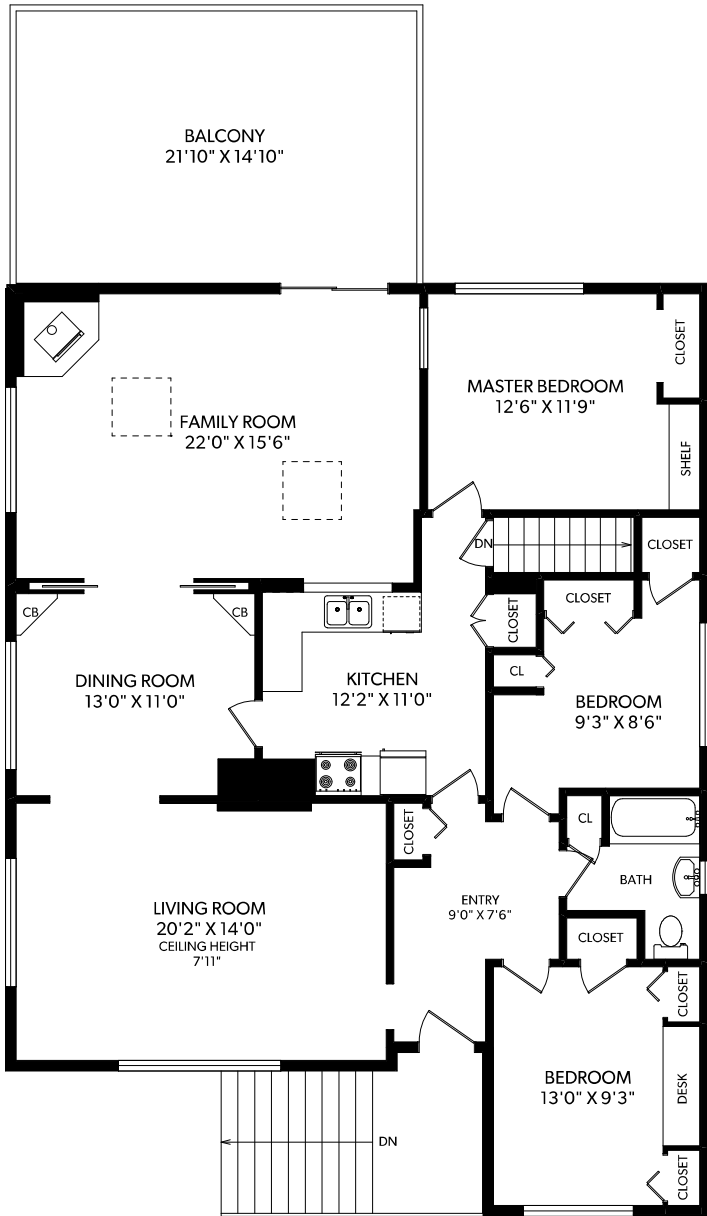 BALCONY
21'10" X 14'10"
CLOSET
MASTER BEDROOM
12'6" X 11'9"
FAMILY ROOM
22'0" X 15'6"
SHELF
DN
CLOSET
CB
CB
CLOSET
CLOSET
CL
DINING ROOM
13'0" X 11'0"
KITCHEN
12'2" X 11'0"
BEDROOM
9'3" X 8'6"
CLOSET
CL
BATH
ENTRY
9'0" X 7'6"
LIVING ROOM
20'2" X 14'0"
CEILING HEIGHT
7'11"
CLOSET
CLOSET
BEDROOM
13'0" X 9'3"
DESK
DN
CLOSET